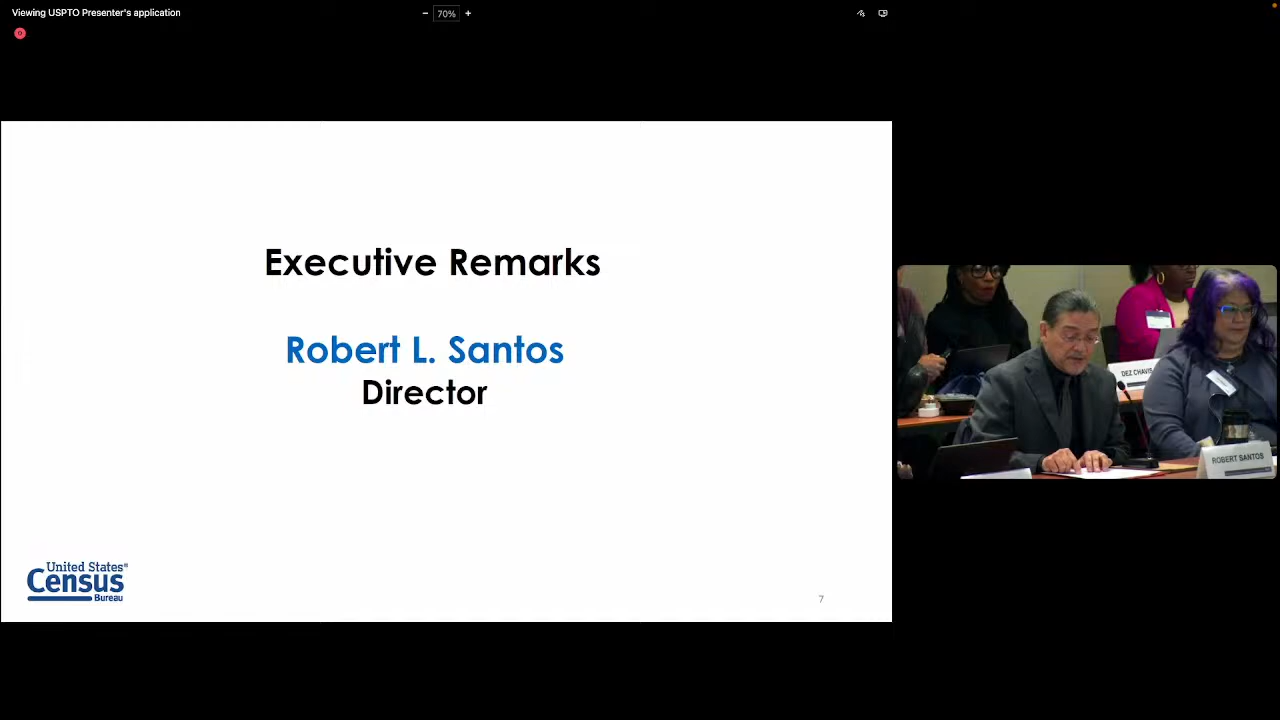 Viewing USPTO Presenter's application
− 70% +
Executive Remarks
Robert L. Santos
Director
United States®
Census
Bureau
7
DEZ CHAVIS
ROBERT SANTOS